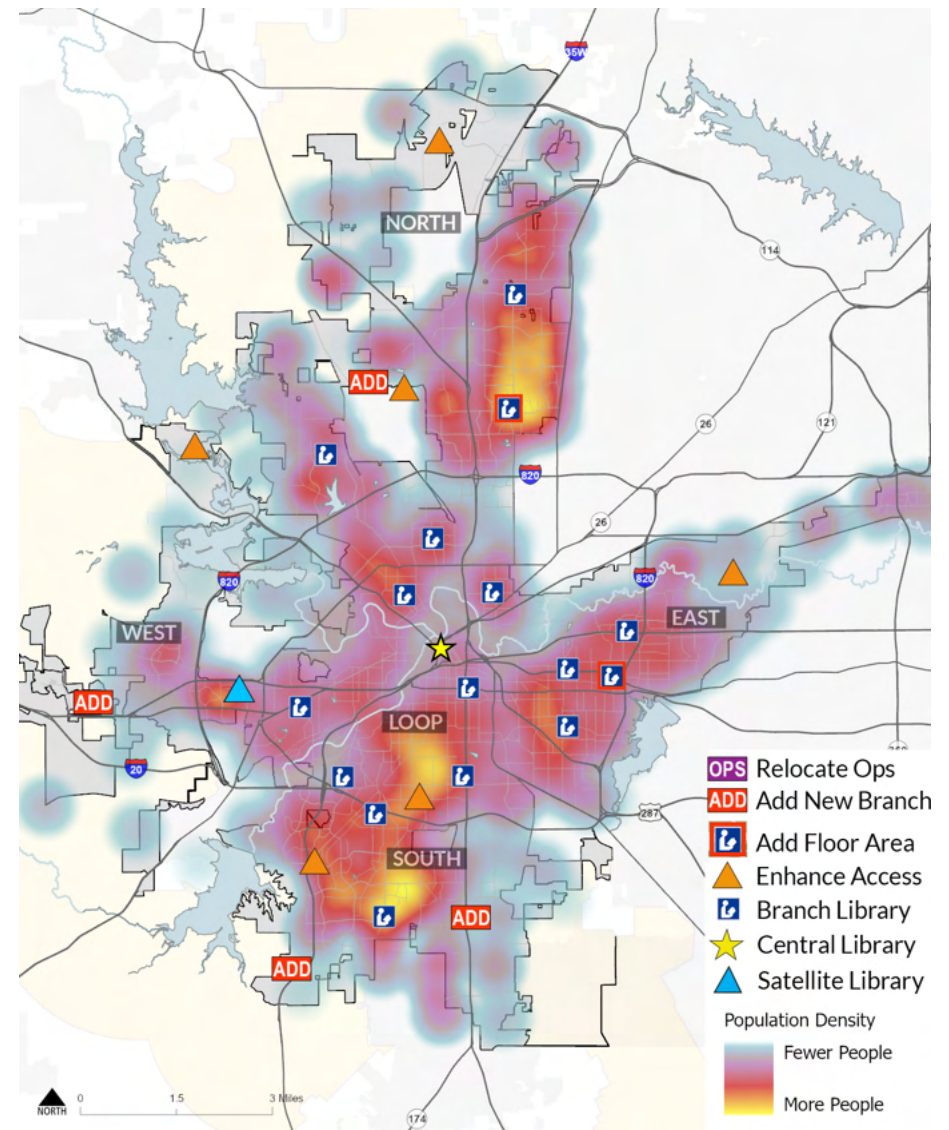 35W
NORTH
114
ADD
26
121
820
26
820
820
EAST
WEST
ADD
LOOP
20
OPS Relocate Ops
ADD Add New Branch
287
Add Floor Area
SOUTH
Enhance Access
Branch Library
ADD
Central Library
ADD
Satellite Library
Population Density
Fewer People
More People
NORTH
0 1.5 3 Miles
174